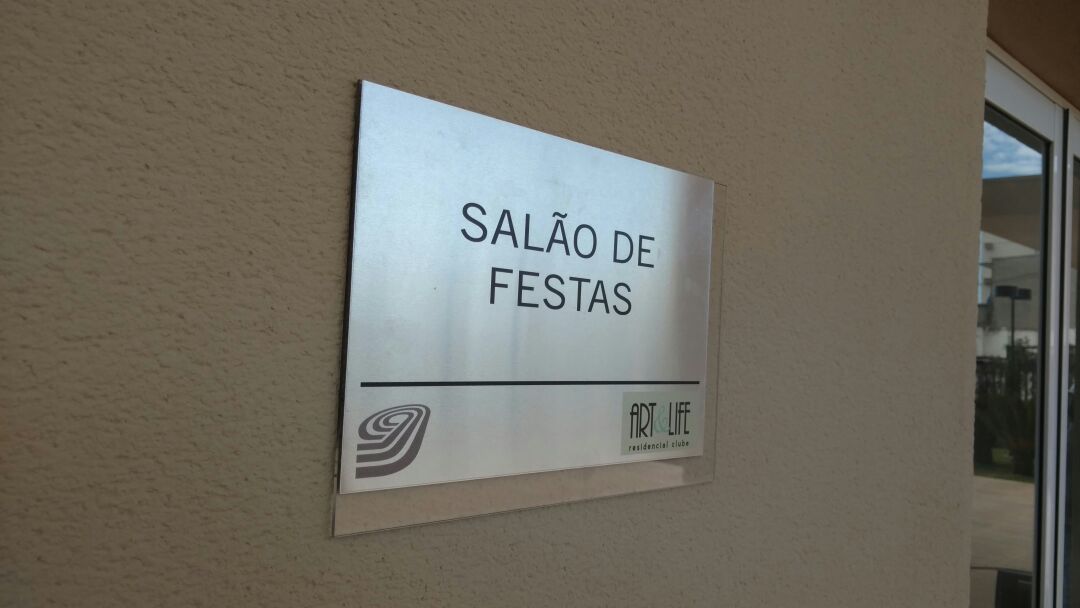 SALÃO DE
FESTAS
ART&LIFE
residencial clube